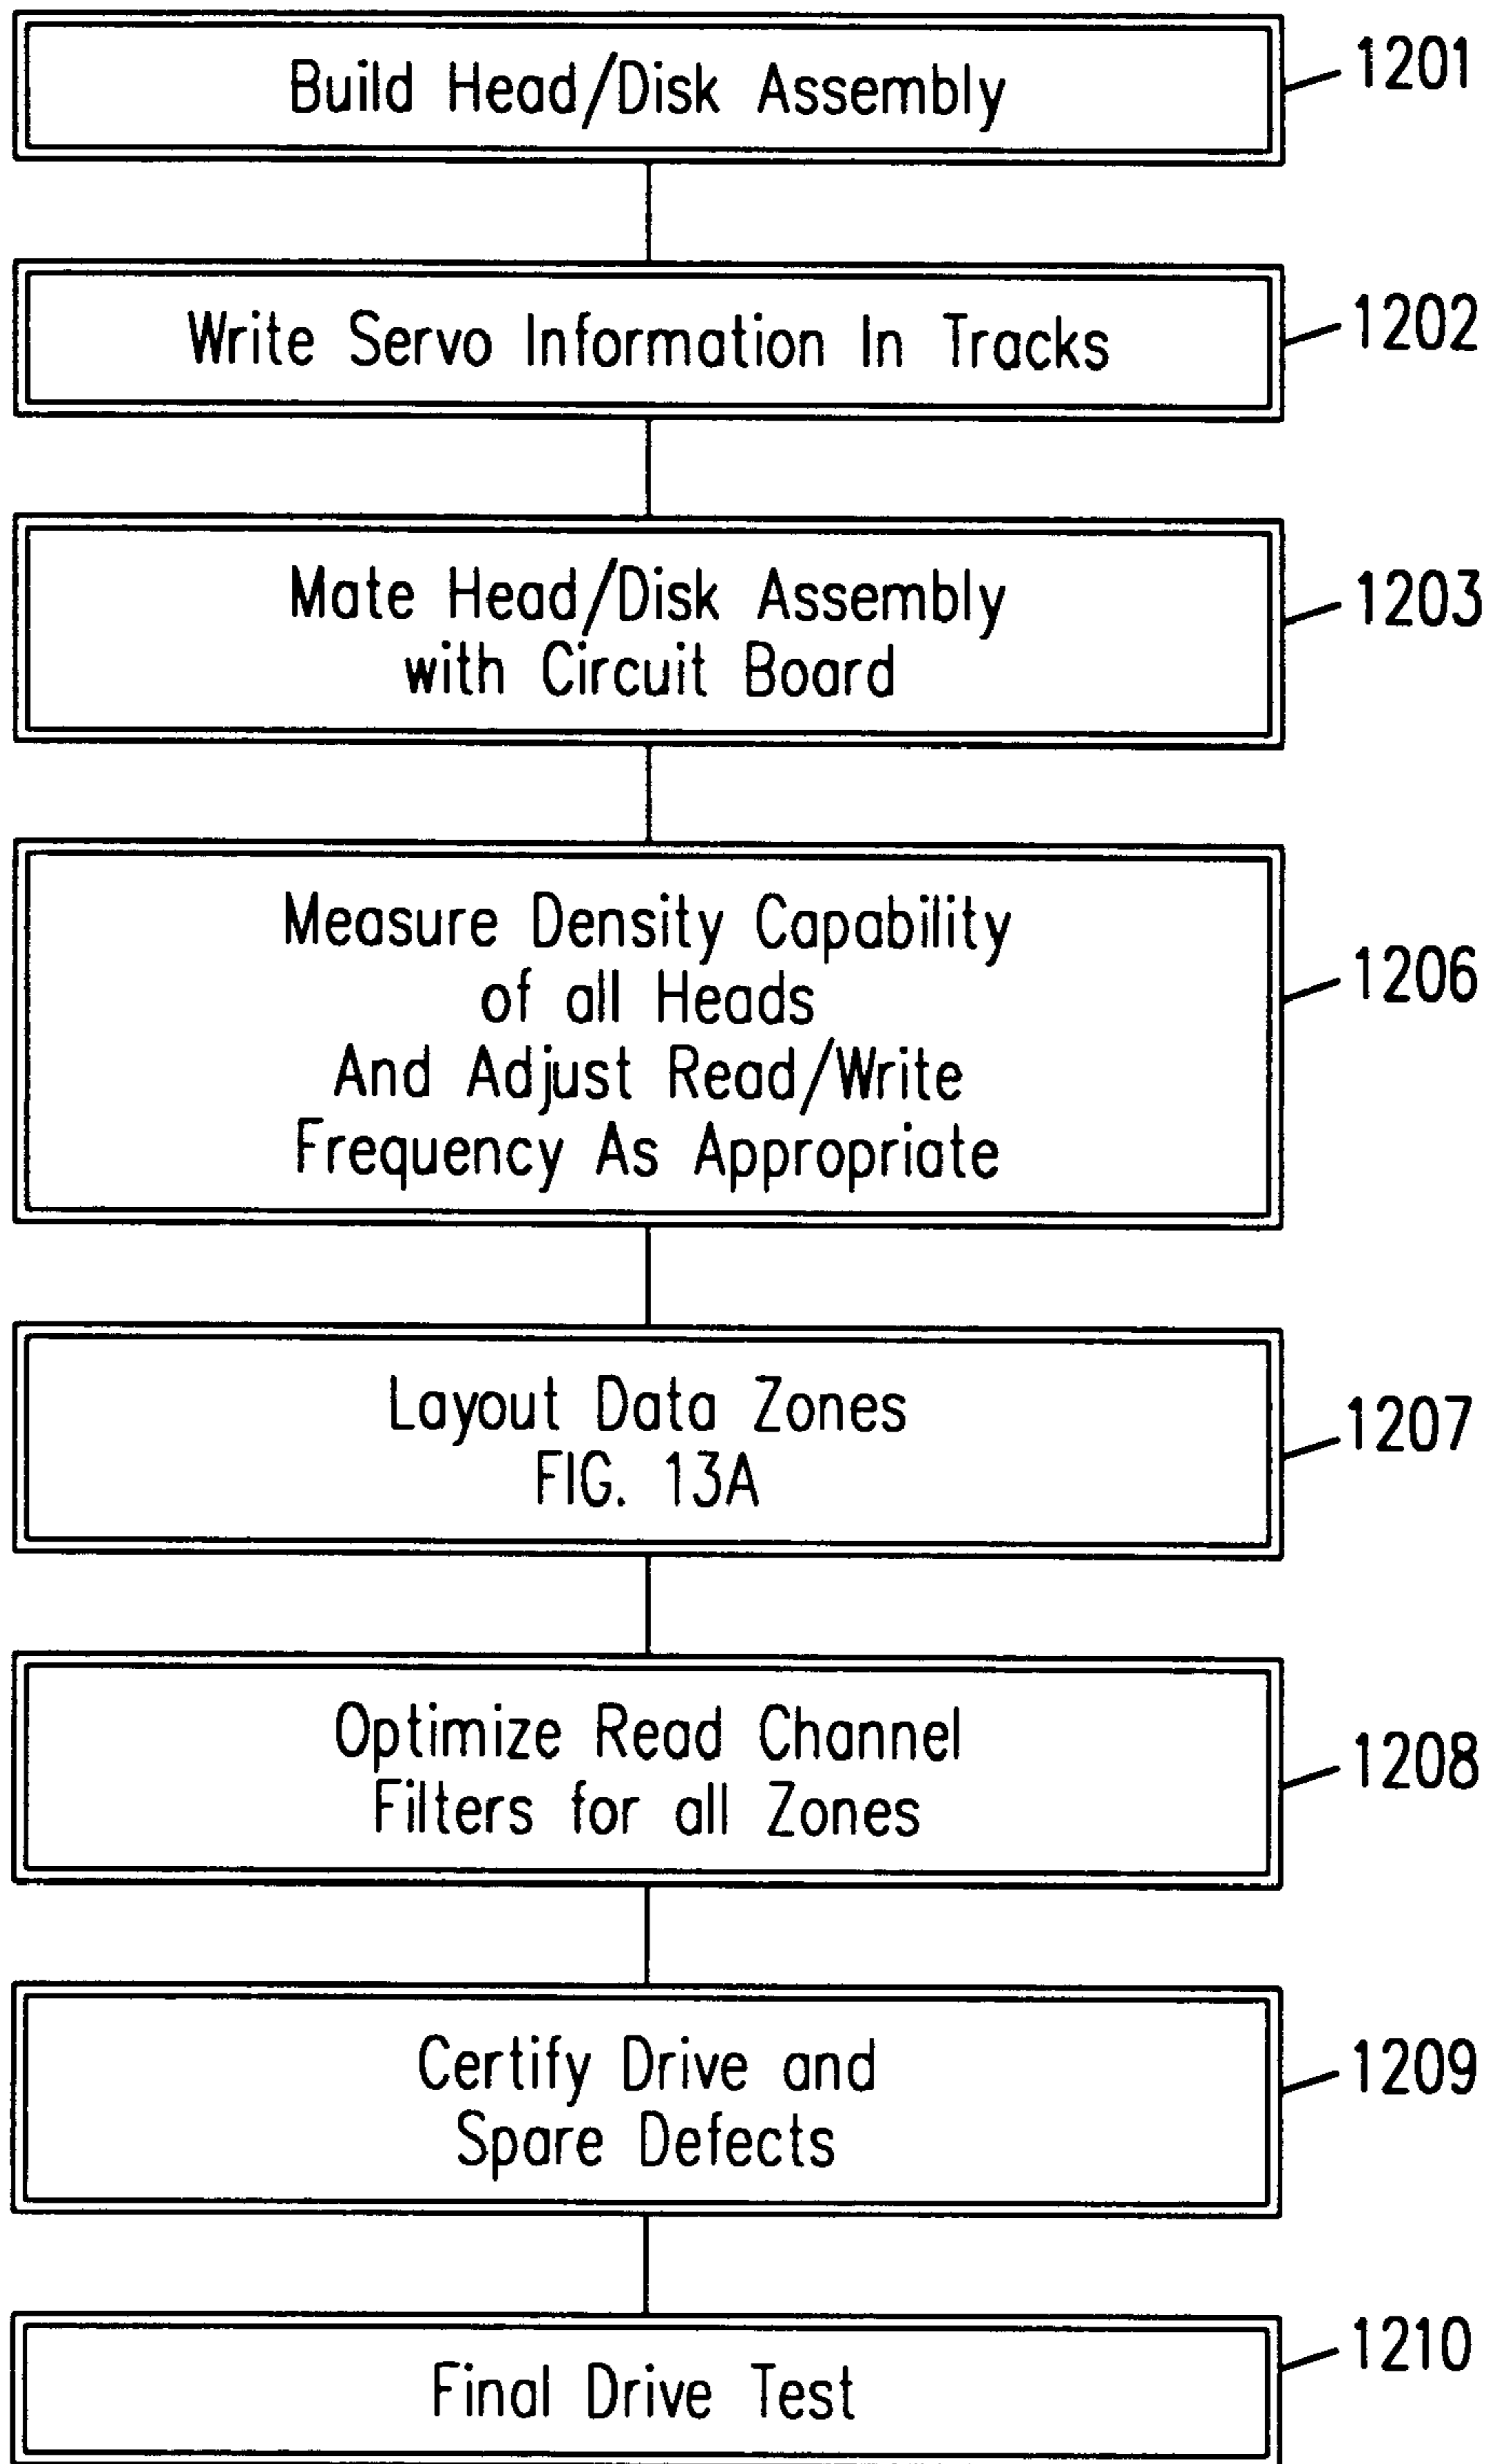 Build Head/Disk Assembly
1201
Write Servo Information In Tracks
1202
Mate Head/Disk Assembly
with Circuit Board
1203
Measure Density Capability
of all Heads
And Adjust Read/Write
Frequency As Appropriate
1206
Layout Data Zones
FIG. 13A
1207
Optimize Read Channel
Filters for all Zones
1208
Certify Drive and
Spare Defects
1209
Final Drive Test
1210